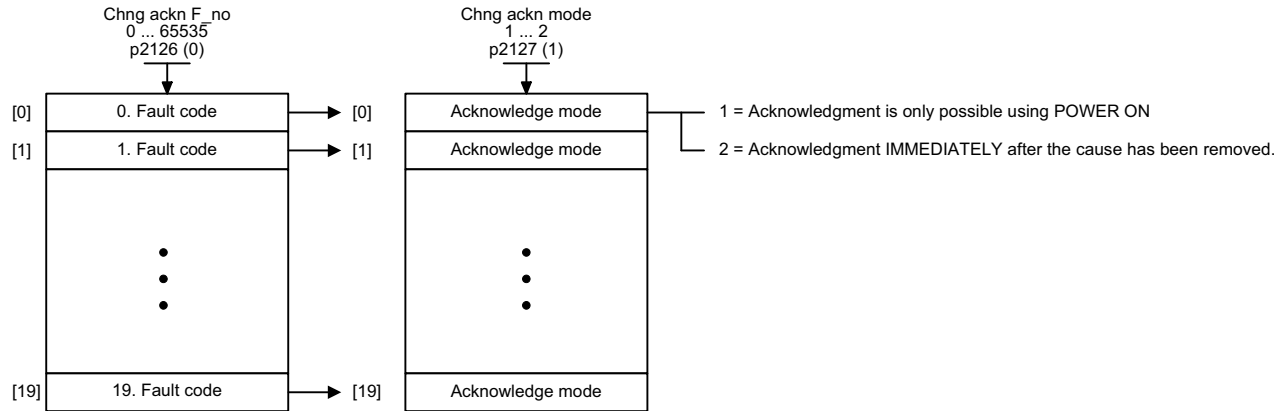 Chng ackn F_no
0 ... 65535
p2126 (0)
Chng ackn mode
1 ... 2
p2127 (1)
[0] 0. Fault code [0] Acknowledge mode 1 = Acknowledgment is only possible using POWER ON
[1] 1. Fault code [1] Acknowledge mode 2 = Acknowledgment IMMEDIATELY after the cause has been removed.
[19] 19. Fault code [19] Acknowledge mode